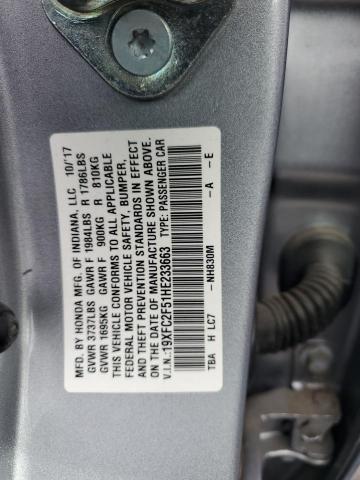 MFD. BY HONDA MFG. OF INDIANA, LLC 10/'17
GVWR 3737LBS GAWR F 1984LBS R 1786LBS
GVWR 1695KG GAWR F 900KG R 810KG
THIS VEHICLE CONFORMS TO ALL APPLICABLE
FEDERAL MOTOR VEHICLE SAFETY, BUMPER,
AND THEFT PREVENTION STANDARDS IN EFFECT
ON THE DATE OF MANUFACTURE SHOWN ABOVE.
V.I.N.:19XFC2F51HE233663 TYPE: PASSENGER CAR
TBA H LC7 -NH830M -A -E